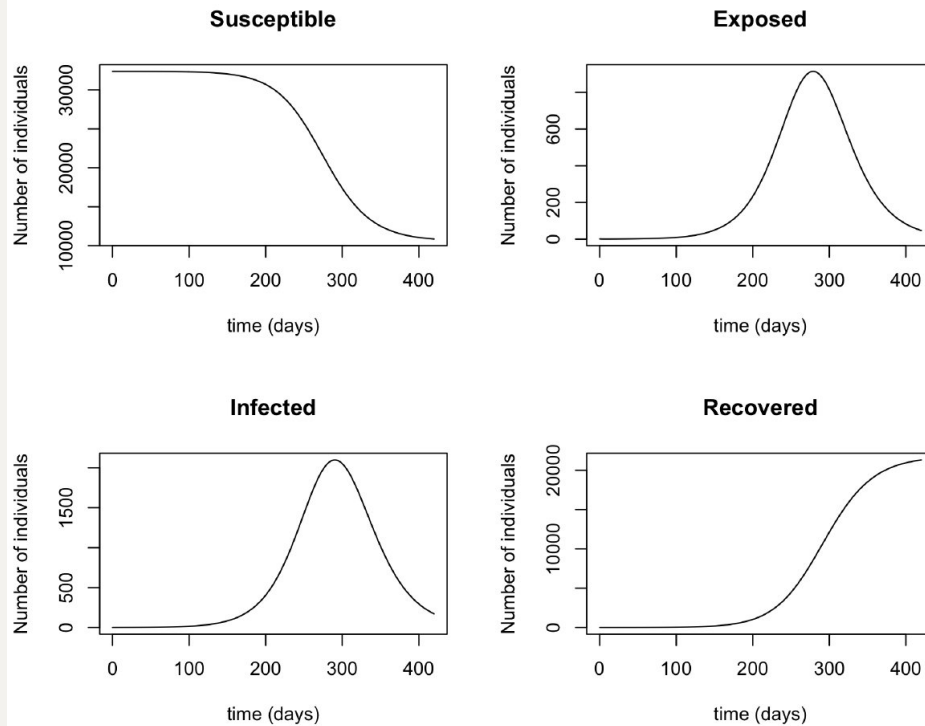 Susceptible
Number of individuals
30000
20000
10000
0 100 200 300 400
time (days)
Exposed
Number of individuals
600
200
0
0 100 200 300 400
time (days)
Infected
Number of individuals
1500
500
0
0 100 200 300 400
time (days)
Recovered
Number of individuals
20000
10000
0
0 100 200 300 400
time (days)